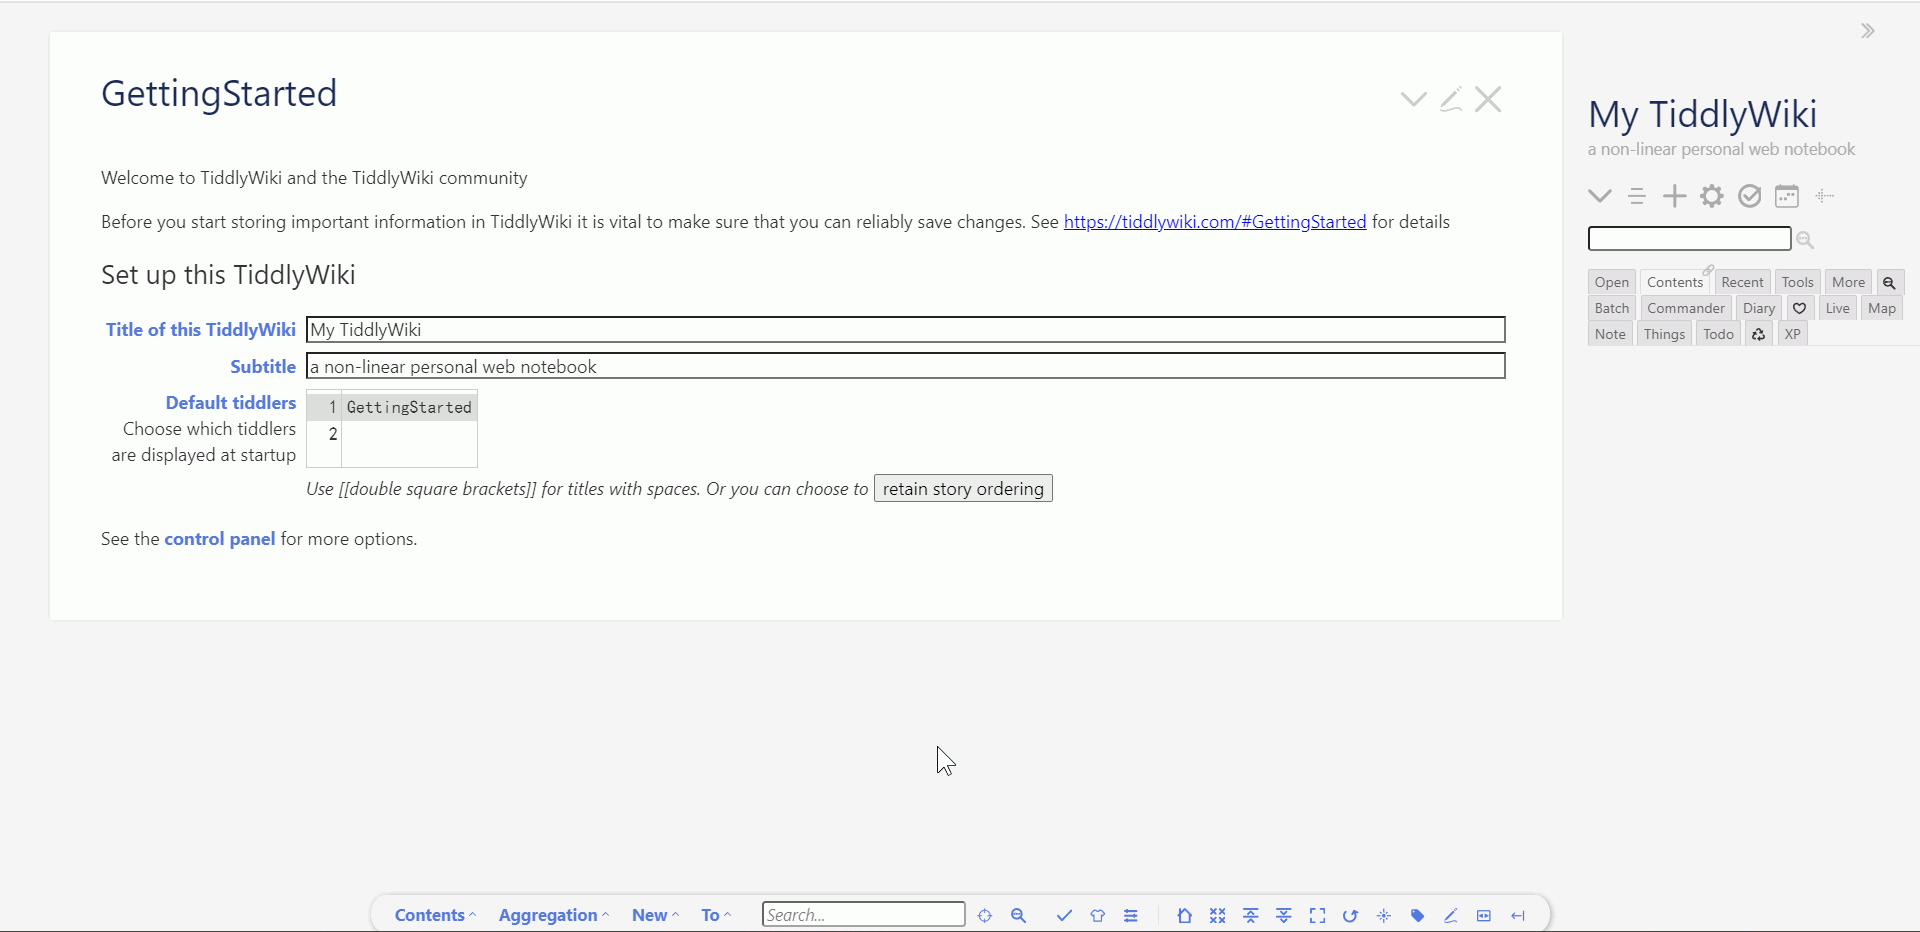 GettingStarted
Welcome to TiddlyWiki and the TiddlyWiki community
Before you start storing important information in TiddlyWiki it is vital to make sure that you can reliably save changes. See https://tiddlywiki.com/#GettingStarted for details
Set up this TiddlyWiki
Title of this TiddlyWiki My TiddlyWiki
Subtitle a non-linear personal web notebook
Default tiddlers
Choose which tiddlers
are displayed at startup
1 GettingStarted
2
Use [[double square brackets]] for titles with spaces. Or you can choose to retain story ordering
See the control panel for more options.
My TiddlyWiki
a non-linear personal web notebook
Open Contents Recent Tools More
Batch Commander Diary Live Map
Note Things Todo XP
Contents Aggregation New To Search...